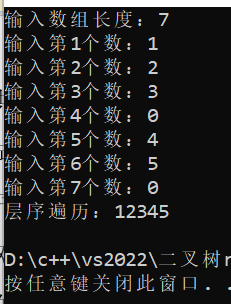 输入数组长度：7
输入第1个数：1
输入第2个数：2
输入第3个数：3
输入第4个数：0
输入第5个数：4
输入第6个数：5
输入第7个数：0
层序遍历：12345
D:\c++\vs2022\二叉树
按任意键关闭此窗口. .